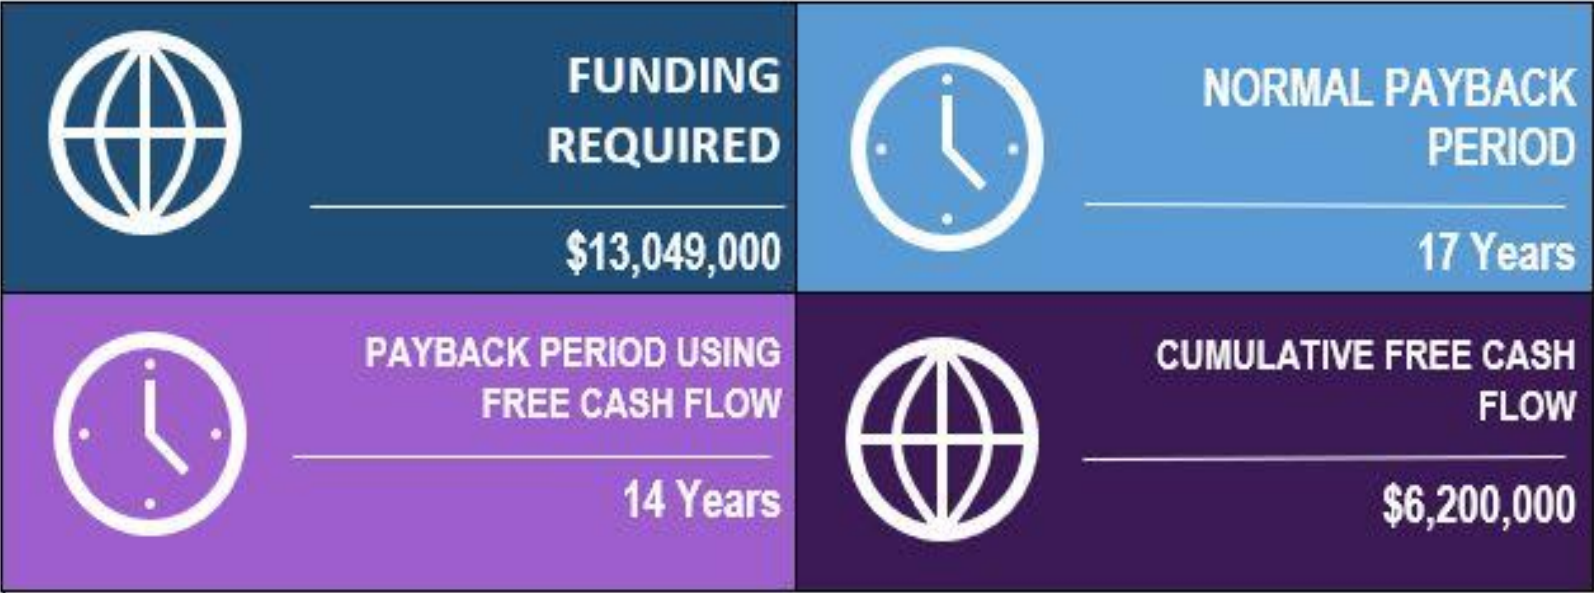 FUNDING
REQUIRED
$13,049,000
NORMAL PAYBACK
PERIOD
17 Years
PAYBACK PERIOD USING
FREE CASH FLOW
14 Years
CUMULATIVE FREE CASH
FLOW
$6,200,000